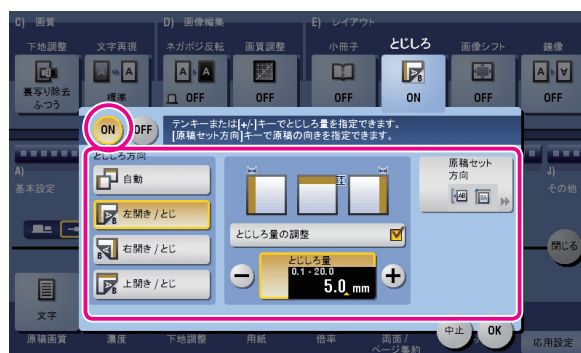 C) 画質 D) 画像編集 E) レイアウト
下地調整 文字再現 ネガポジ反転 画質調整 小冊子 とじしろ 画像シフト 鏡像
裏写り除去
ふつう
標準 OFF OFF OFF ON OFF OFF
ON OFF
テンキーまたは[+/-]キーでとじしろ量を指定できます。
[原稿セット方向]キーで原稿の向きを指定できます。
A)
基本設定
J)
その他
とじしろ方向
自動
左開き / とじ
右開き / とじ
上開き / とじ
とじしろ量の調整
とじしろ量
0.1 - 20.0
5.0 mm
原稿セット
方向
閉じる
文字
中止 OK
原稿画質 濃度 下地調整 用紙 倍率 両面 /
ページ集約
応用設定